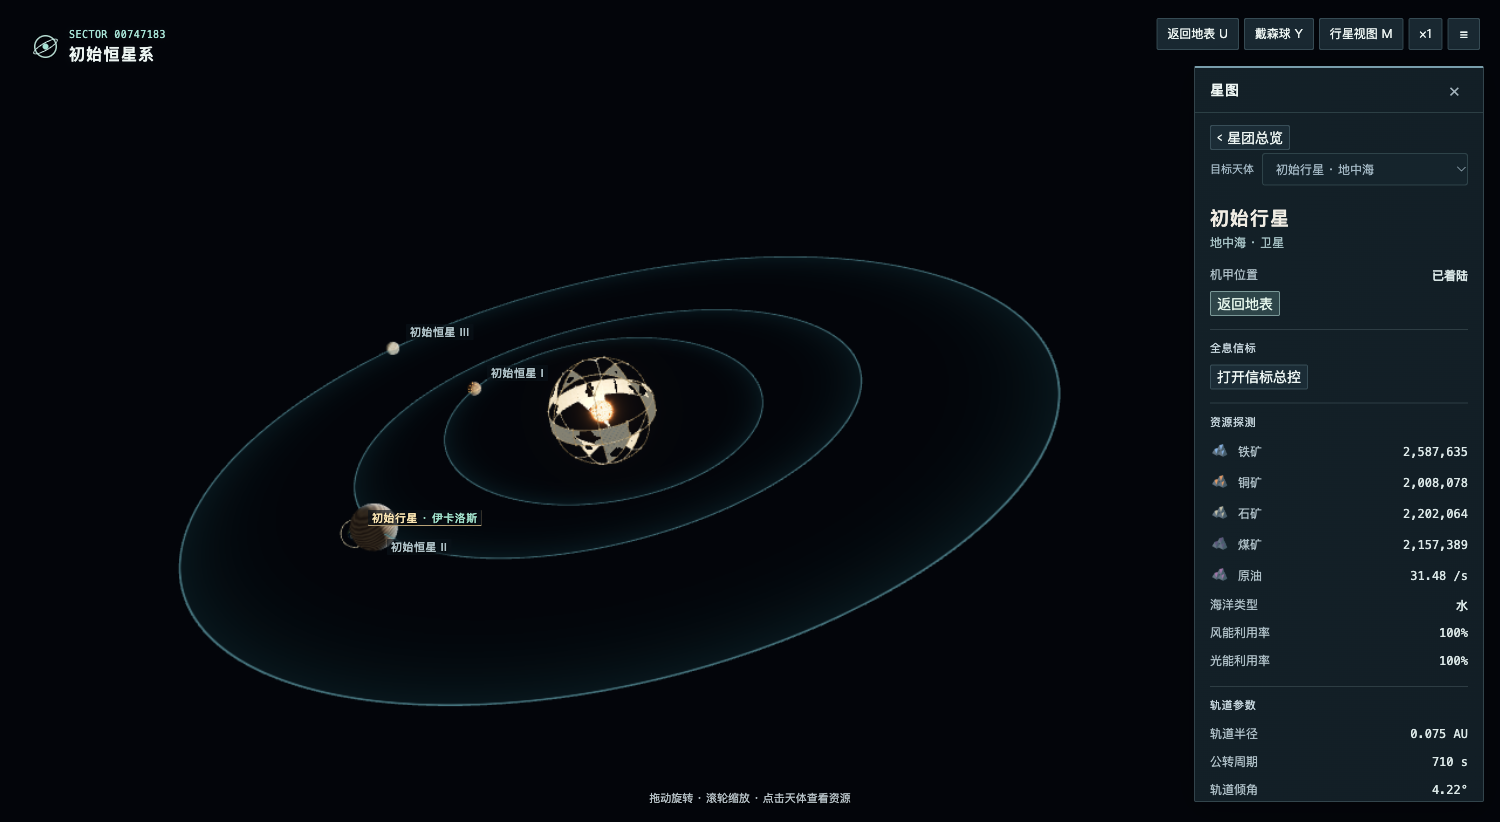 SECTOR 00747183
初始恒星系
返回地表 U
戴森球 Y
行星视图 M
×1
≡
星图
×
< 星团总览
目标天体 初始行星 · 地中海
初始行星
地中海 · 卫星
机甲位置 已着陆
返回地表
全息信标
打开信标总控
资源探测
铁矿 2,587,635
铜矿 2,008,078
石矿 2,202,064
煤矿 2,157,389
原油 31.48 /s
海洋类型 水
风能利用率 100%
光能利用率 100%
轨道参数
轨道半径 0.075 AU
公转周期 710 s
轨道倾角 4.22°
初始恒星 III
初始恒星 I
初始行星 · 伊卡洛斯
初始恒星 II
拖动旋转 · 滚轮缩放 · 点击天体查看资源